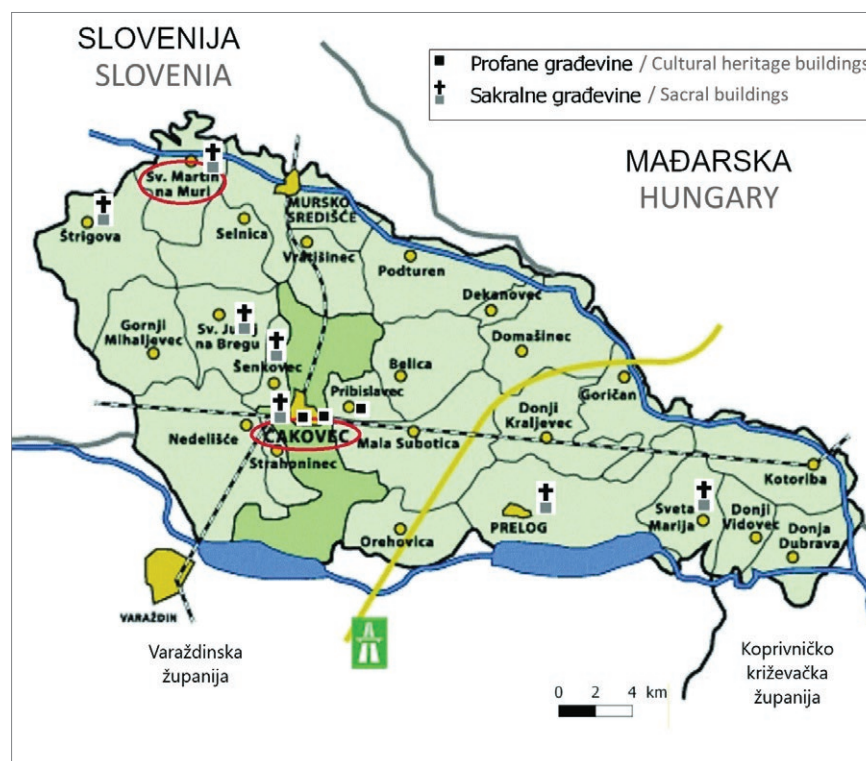 SLOVENIJA
SLOVENIA
Profane građevine / Cultural heritage buildings
Sakralne građevine / Sacral buildings
MAĐARSKA
HUNGARY
Sv. Martin
na Muri
MURSKO
SREDIŠĆE
Štrigova
Selnica
Vratišinec
Podturen
Dekanovec
Gornji
Mihaljevec
Sv. Juraj
na Bregu
Domašinec
Šenkovec
Belica
Pribislavec
Goričan
Nedelišće
ČAKOVEC
Mala Subotica
Donji
Kraljevec
Strahoninec
Kotoriba
PRELOG
Sveta
Marija
Donji
Vidovec
Donja
Dubrava
Orehovica
VARAŽDIN
Varaždinska
županija
Koprivničko
križevačka
županija
0 2 4 km